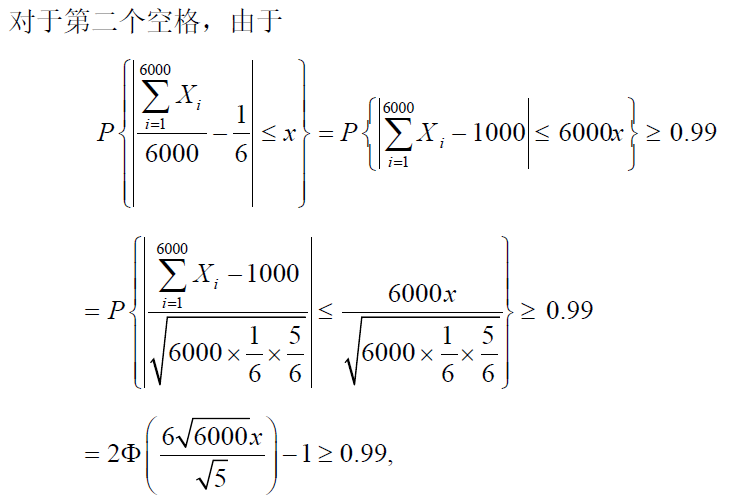 对于第二个空格，由于
P{|∑_{i=1}^{6000} X_i / 6000 − 1/6| ≤ x} = P{|∑_{i=1}^{6000} X_i − 1000| ≤ 6000x} ≥ 0.99
= P{|(∑_{i=1}^{6000} X_i − 1000) / √(6000 × 1/6 × 5/6)| ≤ 6000x / √(6000 × 1/6 × 5/6)} ≥ 0.99
= 2Φ(6√6000x / √5) − 1 ≥ 0.99,